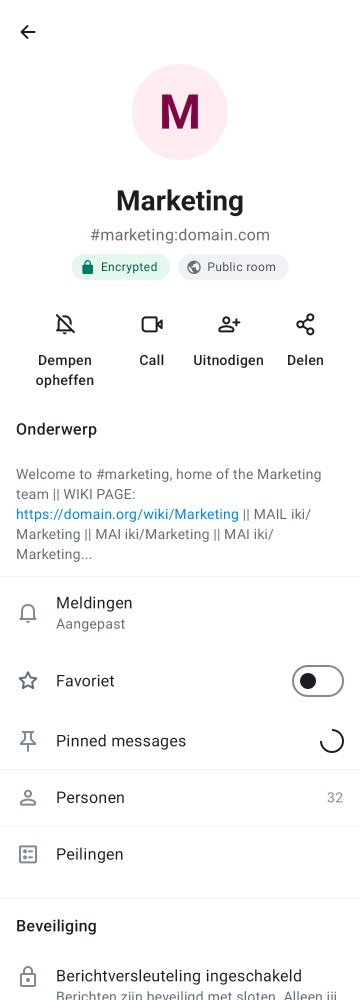 M
Marketing
#marketing:domain.com
Encrypted
Public room
Dempen
opheffen
Call
Uitnodigen
Delen
Onderwerp
Welcome to #marketing, home of the Marketing
team || WIKI PAGE:
https://domain.org/wiki/Marketing || MAIL iki/
Marketing || MAI iki/Marketing || MAI iki/
Marketing...
Meldingen
Aangepast
Favoriet
Pinned messages
Personen
32
Peilingen
Beveiliging
Berichtversleuteling ingeschakeld
Berichten zijn beveiligd met sloten. Alleen jij